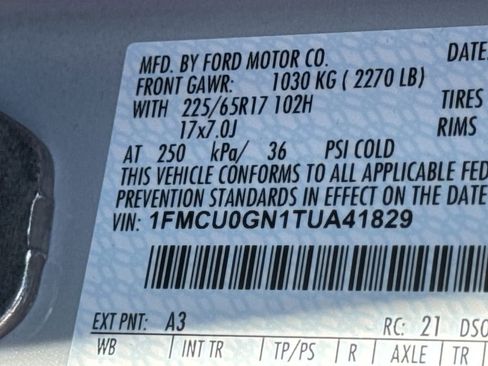 MFD. BY FORD MOTOR CO. DATE:
FRONT GAWR: 1030 KG ( 2270 LB)
WITH 225/65R17 102H TIRES
17x7.0J RIMS
AT 250 kPa/ 36 PSI COLD
THIS VEHICLE CONFORMS TO ALL APPLICABLE FED
PREVENTION STANDARDS IN EFFECT ON THE DATE
VIN: 1FMCU0GN1TUA41829
EXT PNT: A3 RC: 21 DSO
WB INT TR TP/PS R AXLE TR